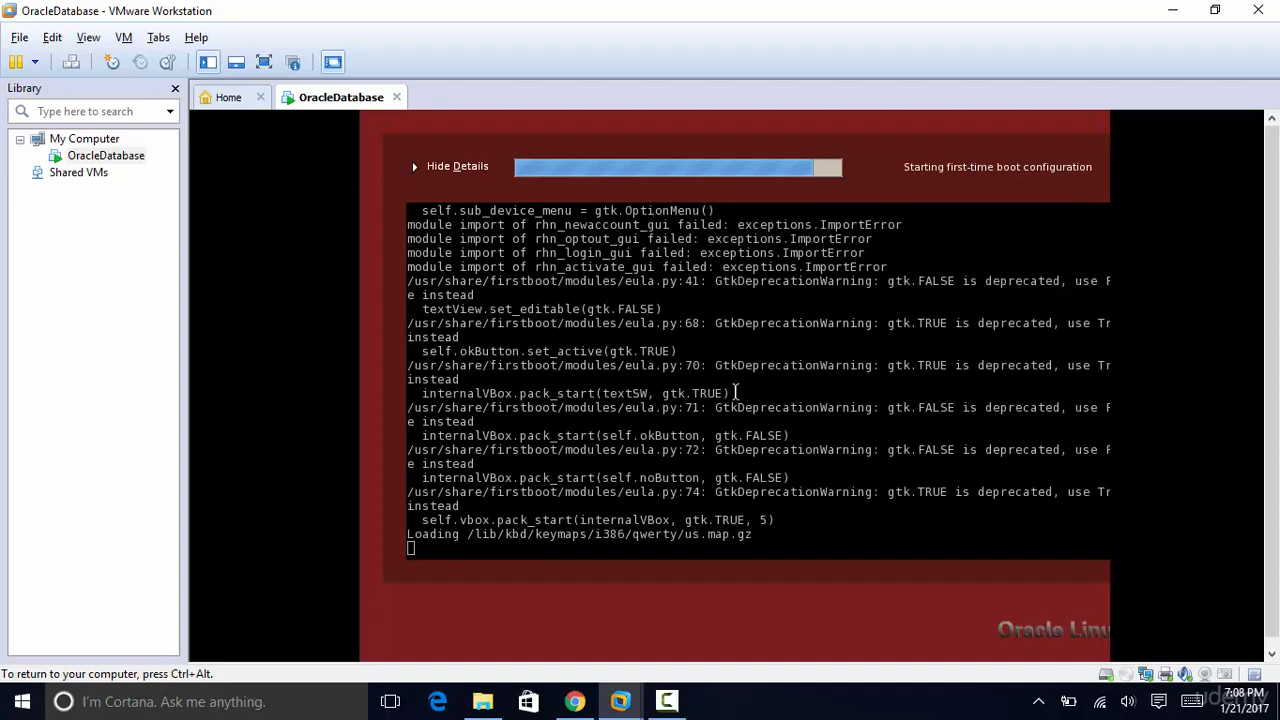 OracleDatabase - VMware Workstation
File Edit View VM Tabs Help
Library
Type here to search
My Computer
OracleDatabase
Shared VMs
Home
OracleDatabase
Hide Details
Starting first-time boot configuration
self.sub_device_menu = gtk.OptionMenu()
module import of rhn_newaccount_gui failed: exceptions.ImportError
module import of rhn_optout_gui failed: exceptions.ImportError
module import of rhn_login_gui failed: exceptions.ImportError
module import of rhn_activate_gui failed: exceptions.ImportError
/usr/share/firstboot/modules/eula.py:41: GtkDeprecationWarning: gtk.FALSE is deprecated, use F
e instead
textView.set_editable(gtk.FALSE)
/usr/share/firstboot/modules/eula.py:68: GtkDeprecationWarning: gtk.TRUE is deprecated, use Tr
instead
self.okButton.set_active(gtk.TRUE)
/usr/share/firstboot/modules/eula.py:70: GtkDeprecationWarning: gtk.TRUE is deprecated, use Tr
instead
internalVBox.pack_start(textSW, gtk.TRUE)
/usr/share/firstboot/modules/eula.py:71: GtkDeprecationWarning: gtk.FALSE is deprecated, use F
e instead
internalVBox.pack_start(self.okButton, gtk.FALSE)
/usr/share/firstboot/modules/eula.py:72: GtkDeprecationWarning: gtk.FALSE is deprecated, use F
e instead
internalVBox.pack_start(self.noButton, gtk.FALSE)
/usr/share/firstboot/modules/eula.py:74: GtkDeprecationWarning: gtk.TRUE is deprecated, use Tr
instead
self.vbox.pack_start(internalVBox, gtk.TRUE, 5)
Loading /lib/kbd/keymaps/i386/qwerty/us.map.gz
Oracle Linu
To return to your computer, press Ctrl+Alt.
I'm Cortana. Ask me anything.
7:08 PM
1/21/2017
udemy